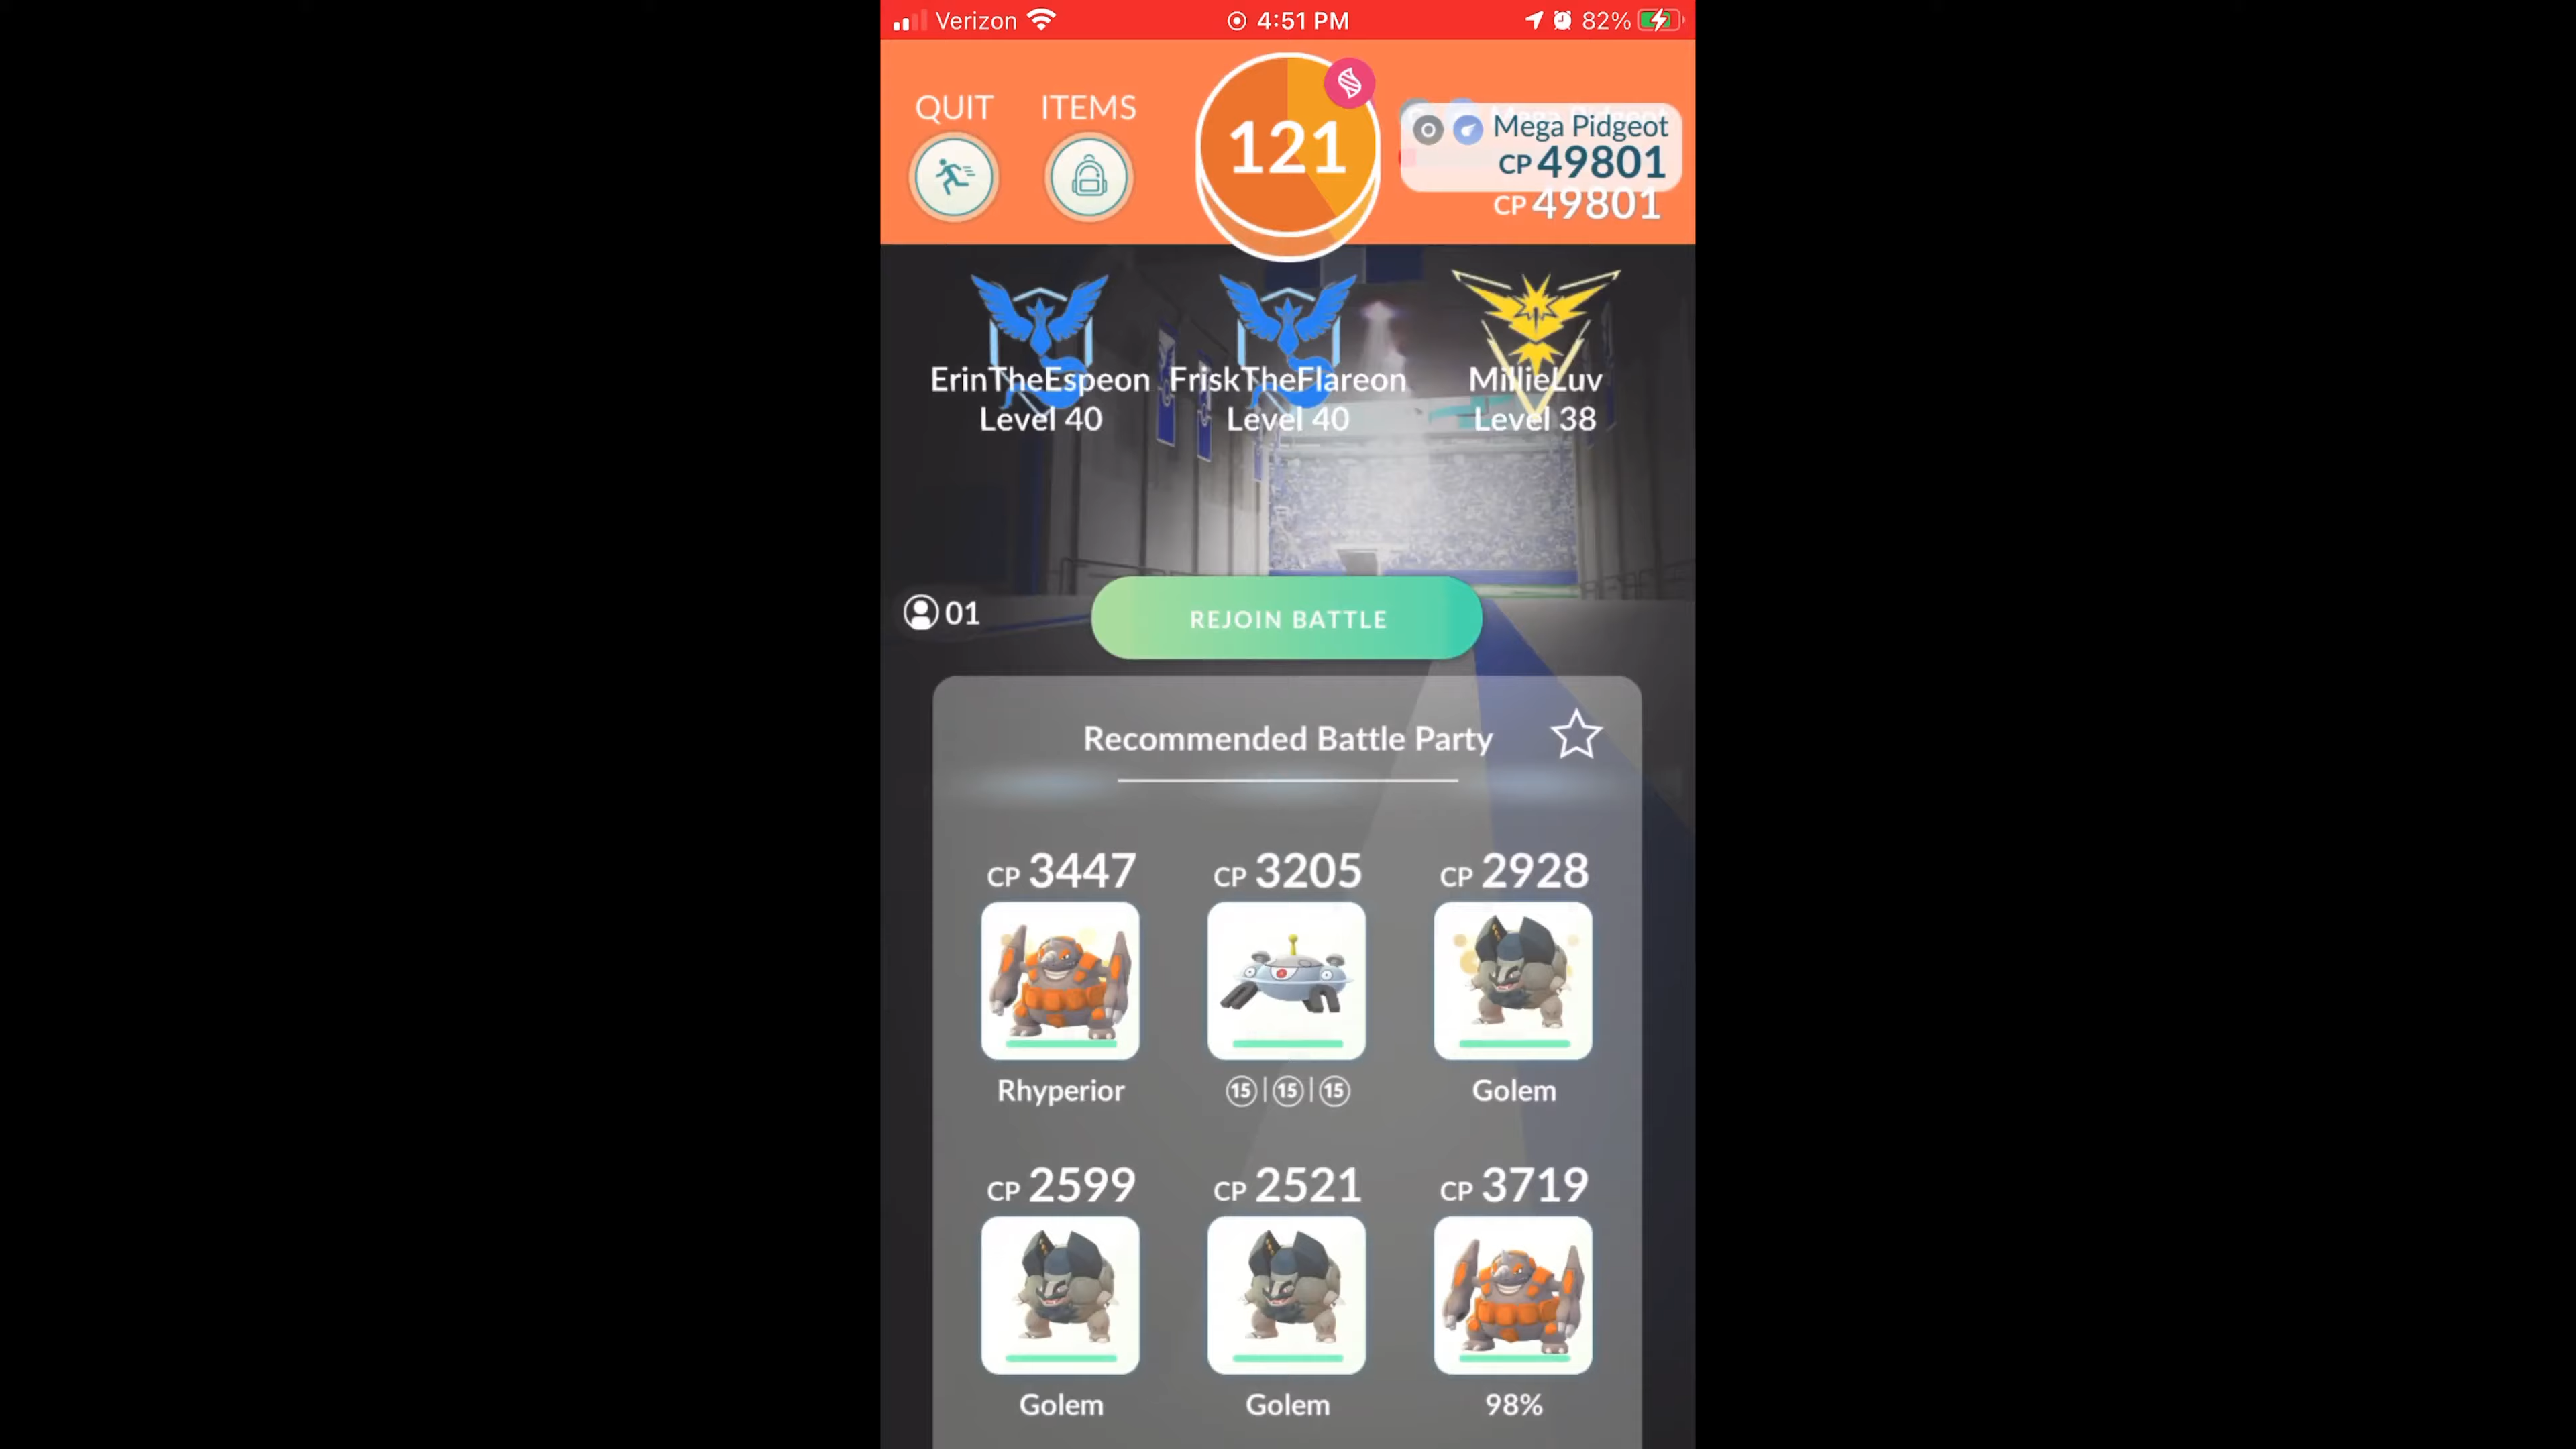 Verizon 4:51 PM 82%
QUIT ITEMS
121
Mega Pidgeot
CP 49801
CP 49801
ErinTheEspeon FriskTheFlareon MillieLuv
Level 40 Level 40 Level 38
01
REJOIN BATTLE
Recommended Battle Party
CP 3447 CP 3205 CP 2928
Rhyperior 15 | 15 | 15 Golem
CP 2599 CP 2521 CP 3719
Golem Golem 98%